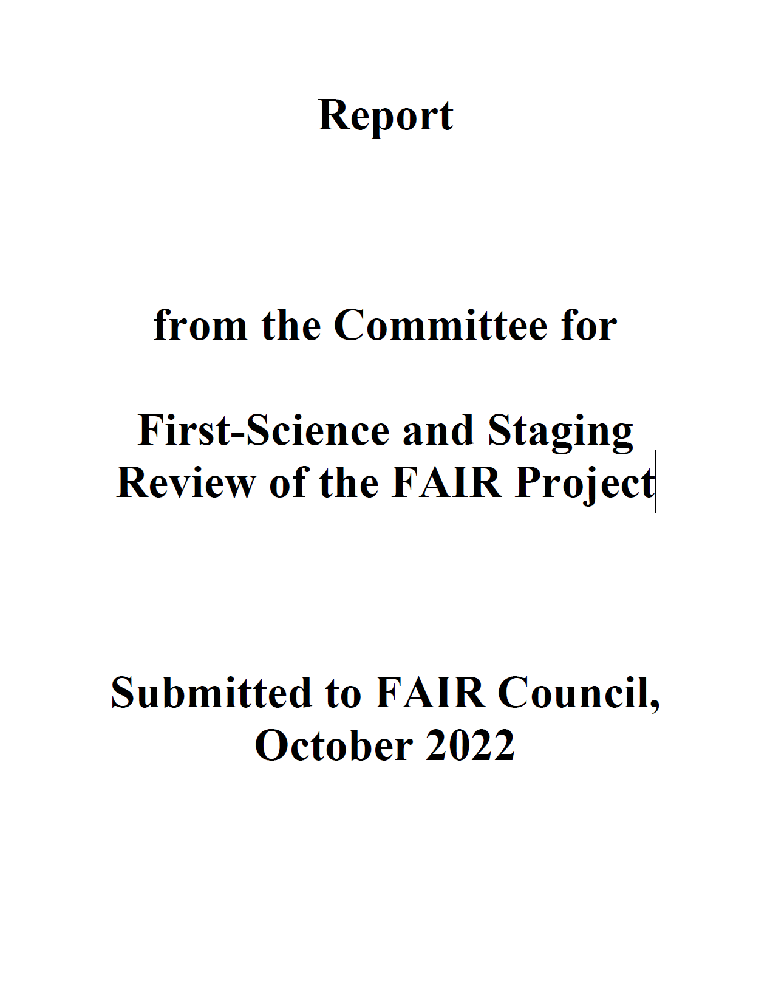 Report
from the Committee for
First-Science and Staging
Review of the FAIR Project
Submitted to FAIR Council,
October 2022